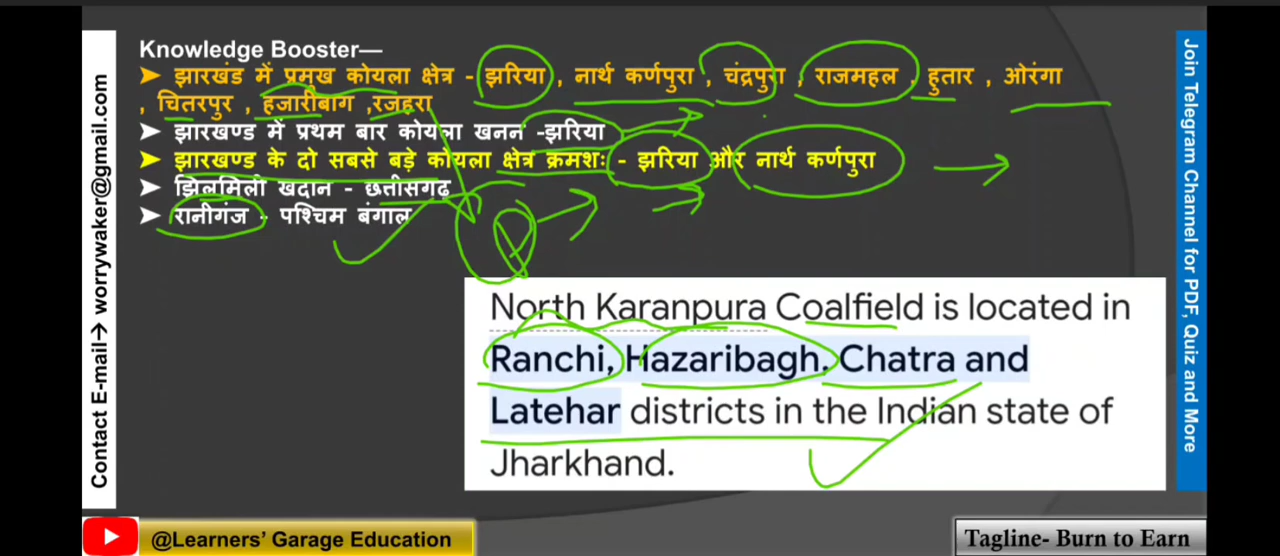 Knowledge Booster—
➤ झारखंड में प्रमुख कोयला क्षेत्र - झरिया , नार्थ कर्णपुरा , चंद्रपुरा , राजमहल , हुतार , ओरंगा
, चितरपुर , हजारीबाग ,रजहरा
➤ झारखण्ड में प्रथम बार कोयला खनन -झरिया
➤ झारखण्ड के दो सबसे बड़े कोयला क्षेत्र क्रमशः - झरिया और नार्थ कर्णपुरा
➤ झिलमिली खदान - छत्तीसगढ़
➤ रानीगंज - पश्चिम बंगाल
North Karanpura Coalfield is located in
Ranchi, Hazaribagh. Chatra and
Latehar districts in the Indian state of
Jharkhand.
Contact E-mail→ worrywaker@gmail.com
Join Telegram Channel for PDF, Quiz and More
@Learners' Garage Education
Tagline- Burn to Earn